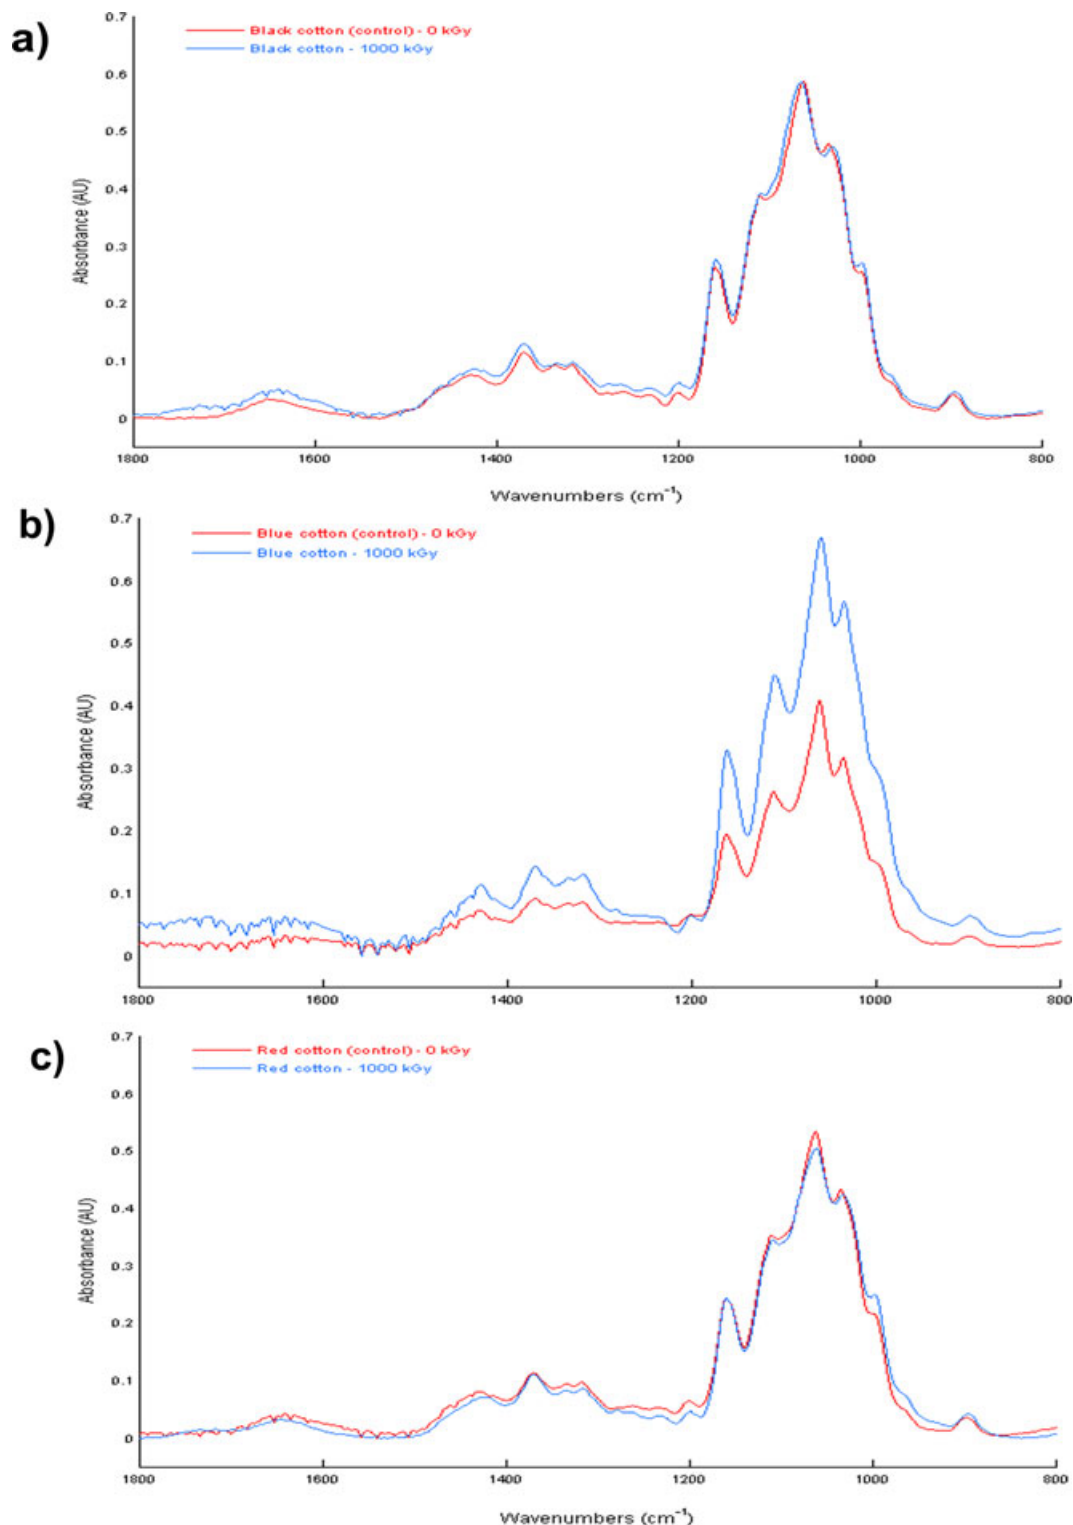 a)
0.7
Black cotton (control) - 0 kGy
Black cotton - 1000 kGy
0.6
0.5
0.4
0.3
0.2
0.1
0
Absorbance (AU)
1800 1600 1400 1200 1000 800
Wavenumbers (cm⁻¹)
b)
0.7
Blue cotton (control) - 0 kGy
Blue cotton - 1000 kGy
0.6
0.5
0.4
0.3
0.2
0.1
0
Absorbance (AU)
1800 1600 1400 1200 1000 800
Wavenumbers (cm⁻¹)
c)
0.7
Red cotton (control) - 0 kGy
Red cotton - 1000 kGy
0.6
0.5
0.4
0.3
0.2
0.1
0
Absorbance (AU)
1800 1600 1400 1200 1000 800
Wavenumbers (cm⁻¹)